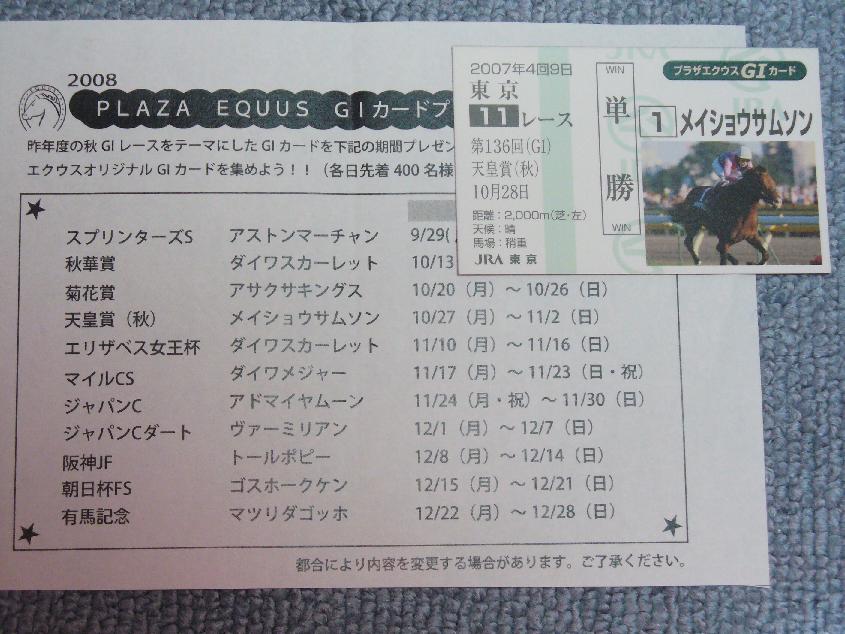 2008
PLAZA EQUUS GIカードプ
昨年度の秋GIレースをテーマにしたGIカードを下記の期間プレゼン
エクウスオリジナルGIカードを集めよう！！（各日先着400名様
スプリンターズS アストンマーチャン 9/29(
秋華賞 ダイワスカーレット 10/13
菊花賞 アサクサキングス 10/20（月）～10/26（日）
天皇賞（秋） メイショウサムソン 10/27（月）～11/2（日）
エリザベス女王杯 ダイワスカーレット 11/10（月）～11/16（日）
マイルCS ダイワメジャー 11/17（月）～11/23（日・祝）
ジャパンC アドマイヤムーン 11/24（月・祝）～11/30（日）
ジャパンCダート ヴァーミリアン 12/1（月）～12/7（日）
阪神JF トールポピー 12/8（月）～12/14（日）
朝日杯FS ゴスホークケン 12/15（月）～12/21（日）
有馬記念 マツリダゴッホ 12/22（月）～12/28（日）
都合により内容を変更する場合があります。ご了承ください。
2007年4回9日
東京
11レース
第136回(GI)
天皇賞(秋)
10月28日
距離：2,000m(芝・左)
天候：晴
馬場：稍重
JRA 東京
WIN
単勝
WIN
プラザエクウスGIカード
1 メイショウサムソン
JRA